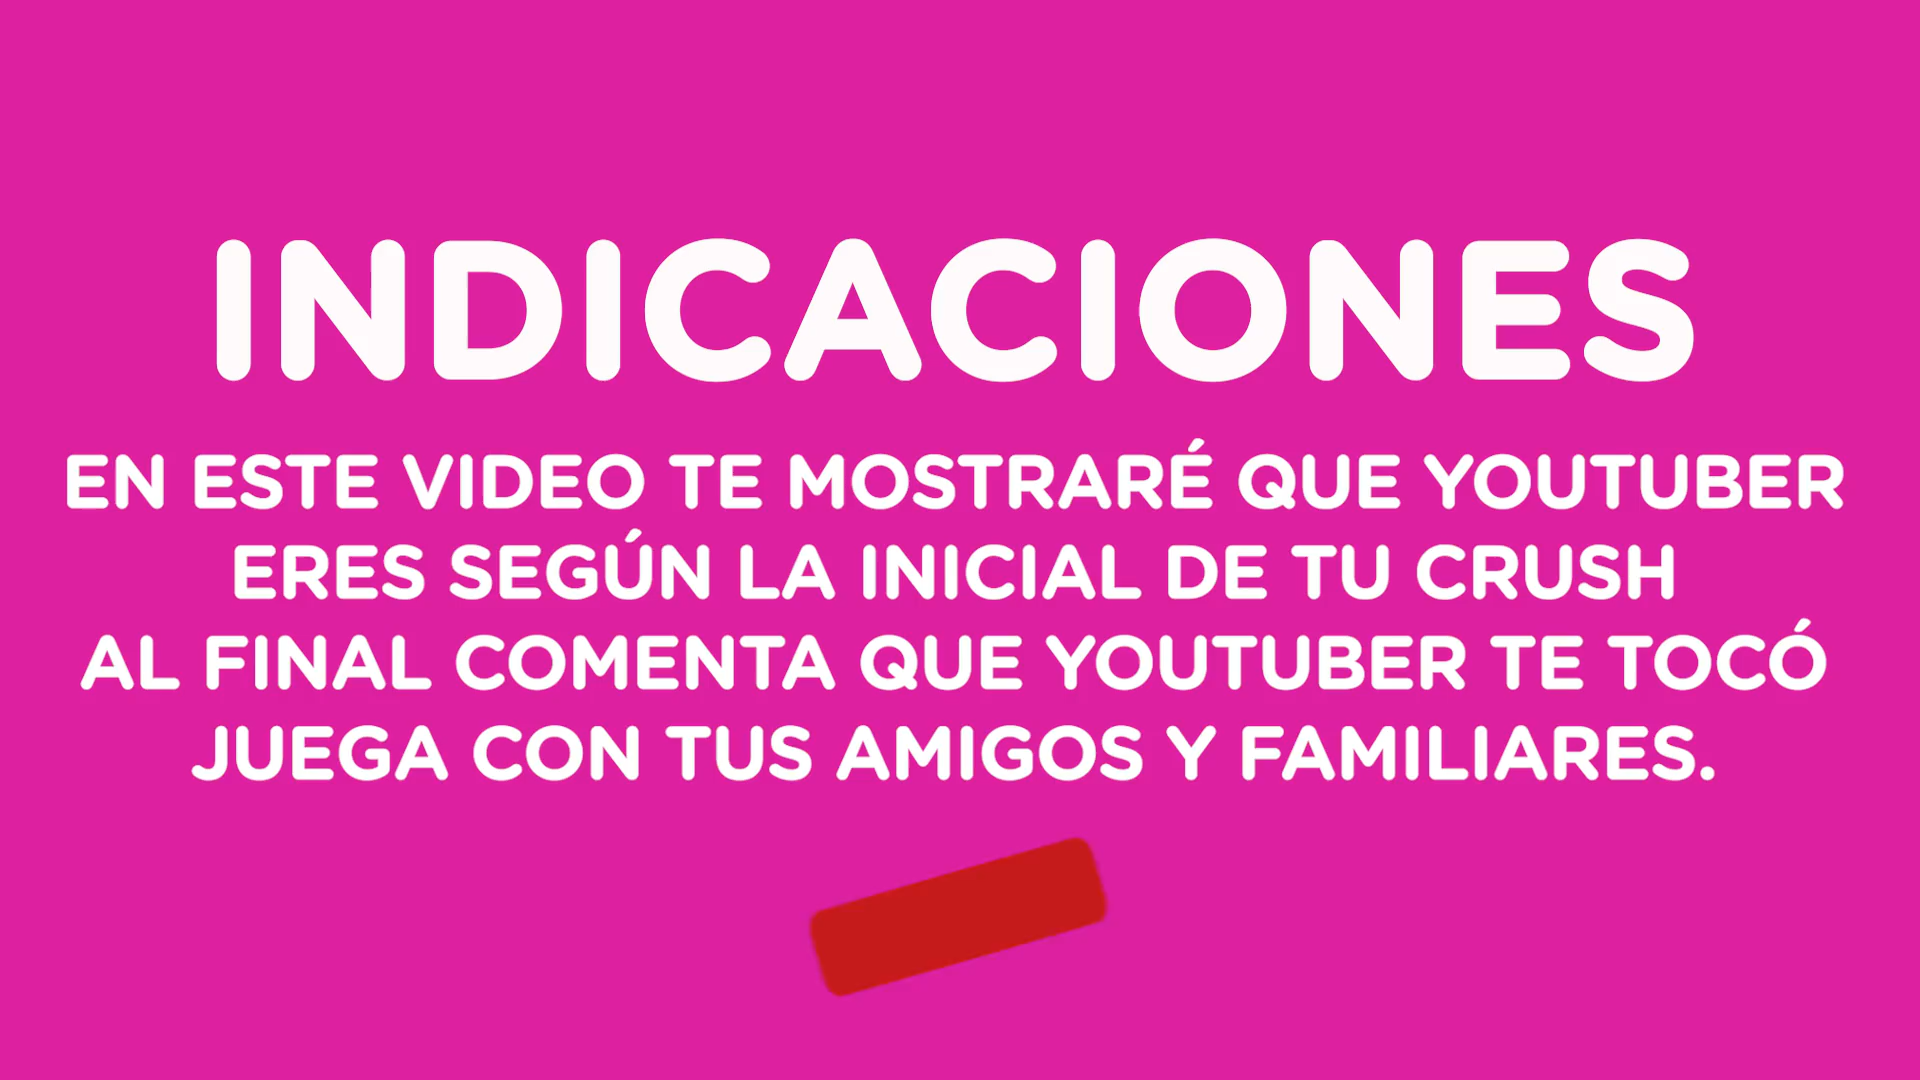 INDICACIONES
EN ESTE VIDEO TE MOSTRARÉ QUE YOUTUBER
ERES SEGÚN LA INICIAL DE TU CRUSH
AL FINAL COMENTA QUE YOUTUBER TE TOCÓ
JUEGA CON TUS AMIGOS Y FAMILIARES.